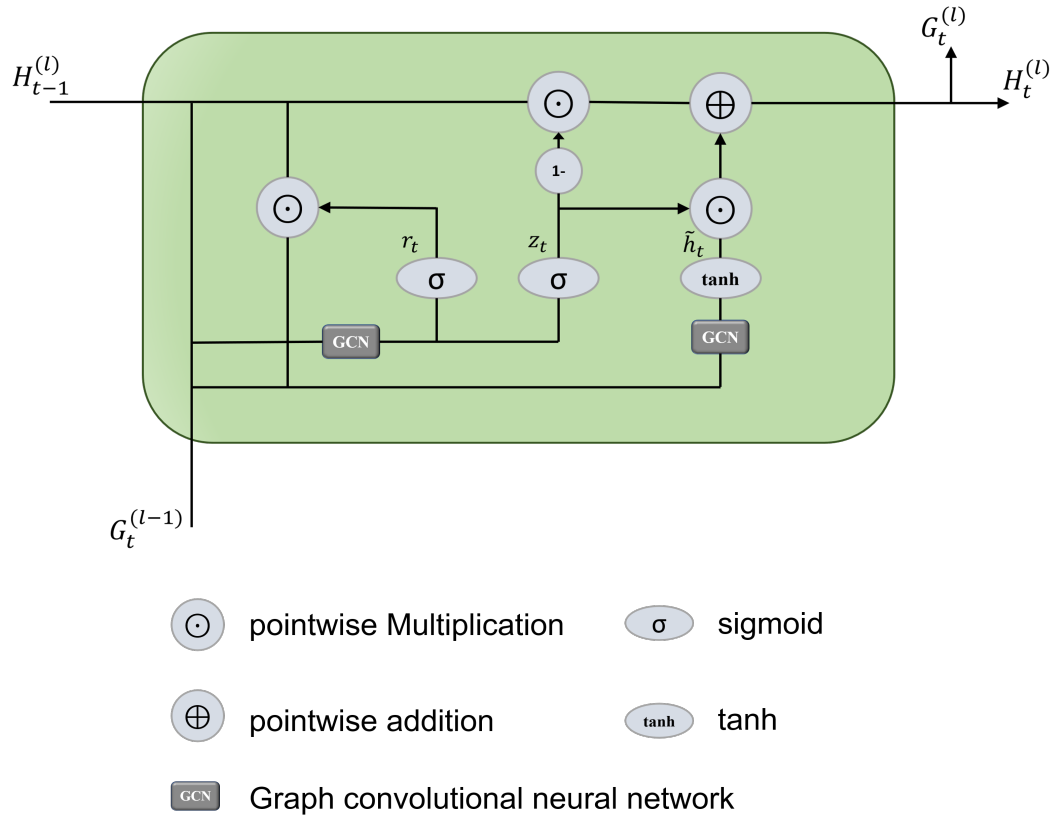 G_t^{(l)}
H_{t-1}^{(l)}
H_t^{(l)}
⊙
⊕
1-
⊙
⊙
r_t
z_t
\tilde{h}_t
σ
σ
tanh
GCN
GCN
G_t^{(l-1)}
⊙ pointwise Multiplication
σ sigmoid
⊕ pointwise addition
tanh tanh
GCN Graph convolutional neural network